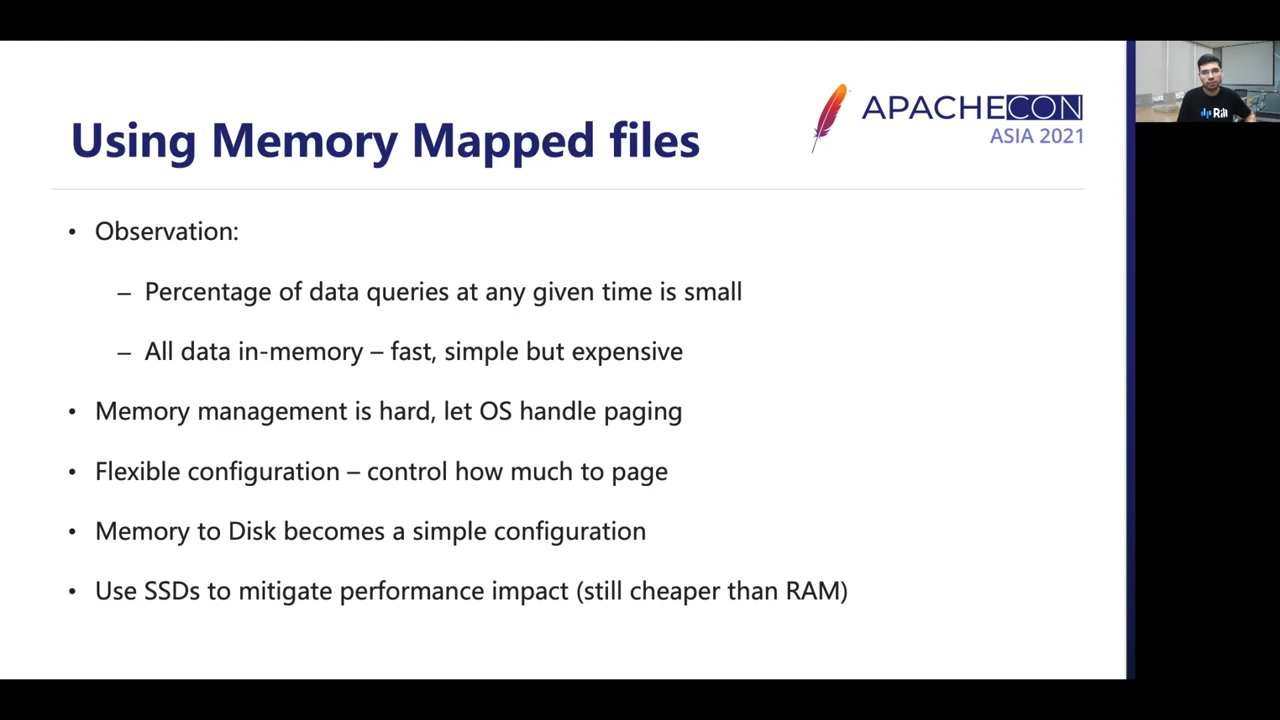 APACHECON
ASIA 2021
Using Memory Mapped files
• Observation:
– Percentage of data queries at any given time is small
– All data in-memory – fast, simple but expensive
• Memory management is hard, let OS handle paging
• Flexible configuration – control how much to page
• Memory to Disk becomes a simple configuration
• Use SSDs to mitigate performance impact (still cheaper than RAM)
Rill